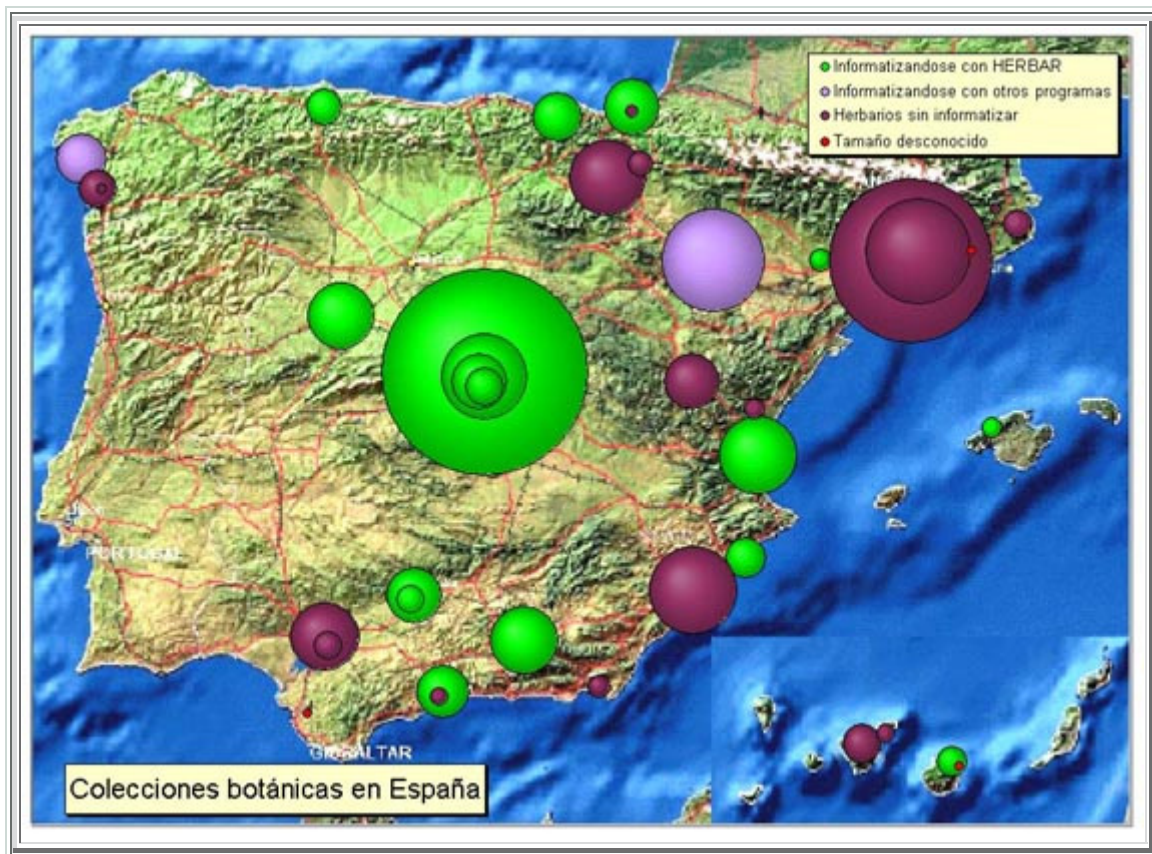 Informatizandose con HERBAR
Informatizandose con otros programas
Herbarios sin informatizar
Tamaño desconocido
PORTUGAL
GIBRALTAR
Colecciones botánicas en España